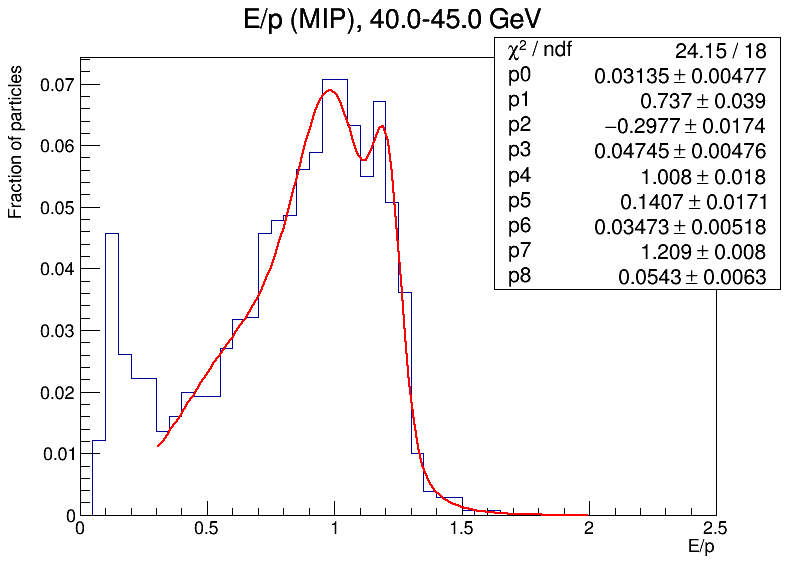 E/p (MIP), 40.0-45.0 GeV
χ² / ndf 24.15 / 18
p0 0.03135 ± 0.00477
p1 0.737 ± 0.039
p2 −0.2977 ± 0.0174
p3 0.04745 ± 0.00476
p4 1.008 ± 0.018
p5 0.1407 ± 0.0171
p6 0.03473 ± 0.00518
p7 1.209 ± 0.008
p8 0.0543 ± 0.0063
Fraction of particles
0.07
0.06
0.05
0.04
0.03
0.02
0.01
0
0 0.5 1 1.5 2 2.5
E/p